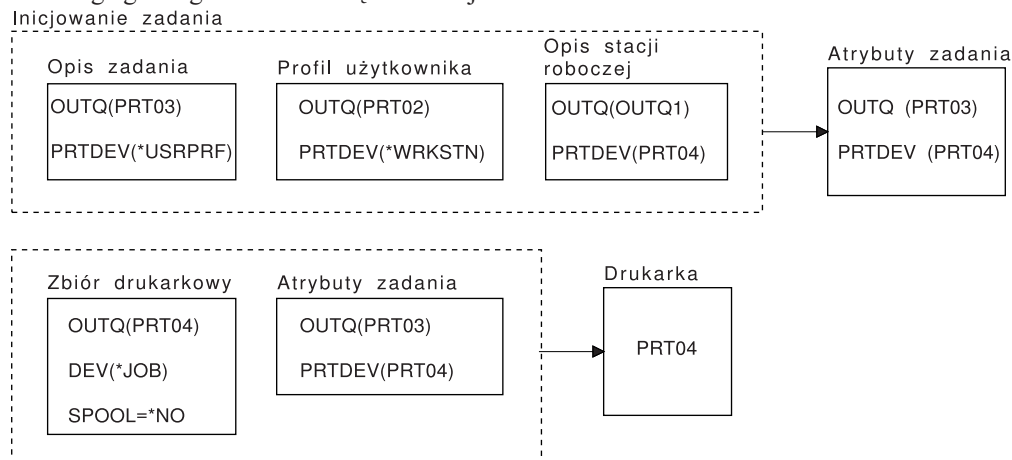 Inicjowanie zadania
Opis zadania
OUTQ(PRT03)
PRTDEV(*USRPRF)
Profil użytkownika
OUTQ(PRT02)
PRTDEV(*WRKSTN)
Opis stacji
roboczej
OUTQ(OUTQ1)
PRTDEV(PRT04)
Atrybuty zadania
OUTQ (PRT03)
PRTDEV (PRT04)
Zbiór drukarkowy
OUTQ(PRT04)
DEV(*JOB)
SPOOL=*NO
Atrybuty zadania
OUTQ(PRT03)
PRTDEV(PRT04)
Drukarka
PRT04